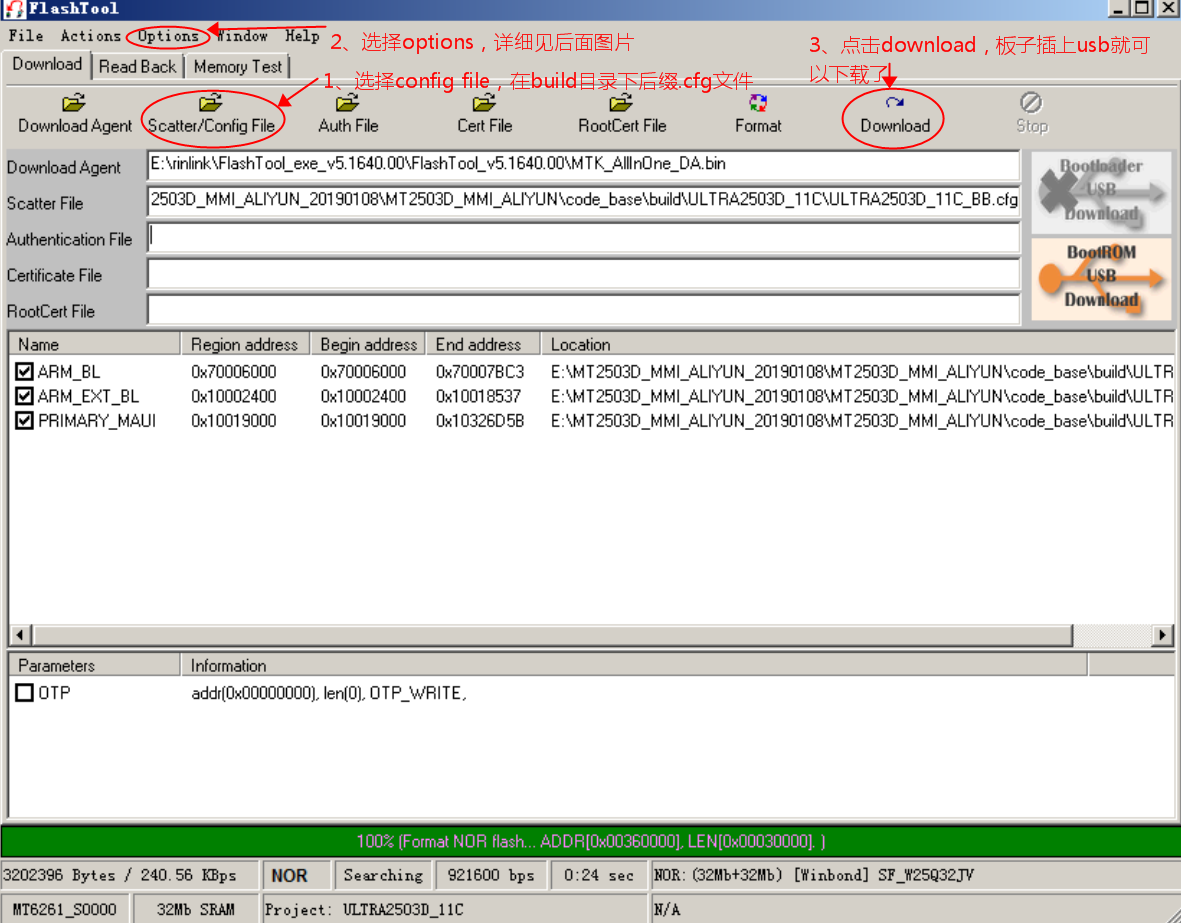 FlashTool
File Actions Options Window Help
2、选择options，详细见后面图片
3、点击download，板子插上usb就可
以下载了
Download Read Back Memory Test
1、选择config file，在build目录下后缀.cfg文件
Download Agent Scatter/Config File Auth File Cert File RootCert File Format Download Stop
Download Agent E:\rinlink\FlashTool_exe_v5.1640.00\FlashTool_v5.1640.00\MTK_AllInOne_DA.bin
Scatter File 2503D_MMI_ALIYUN_20190108\MT2503D_MMI_ALIYUN\code_base\build\ULTRA2503D_11C\ULTRA2503D_11C_BB.cfg
Authentication File
Certificate File
RootCert File
Bootloader
USB
Download
BootROM
USB
Download
Name Region address Begin address End address Location
ARM_BL 0x70006000 0x70006000 0x70007BC3 E:\MT2503D_MMI_ALIYUN_20190108\MT2503D_MMI_ALIYUN\code_base\build\ULTR
ARM_EXT_BL 0x10002400 0x10002400 0x10018537 E:\MT2503D_MMI_ALIYUN_20190108\MT2503D_MMI_ALIYUN\code_base\build\ULTR
PRIMARY_MAUI 0x10019000 0x10019000 0x10326D5B E:\MT2503D_MMI_ALIYUN_20190108\MT2503D_MMI_ALIYUN\code_base\build\ULTR
Parameters Information
OTP addr(0x00000000), len(0), OTP_WRITE,
100% (Format NOR flash... ADDR[0x00360000], LEN[0x00030000]. )
3202396 Bytes / 240.56 KBps NOR Searching 921600 bps 0:24 sec NOR:(32Mb+32Mb) [Winbond] SF_W25Q32JV
MT6261_S0000 32Mb SRAM Project: ULTRA2503D_11C N/A